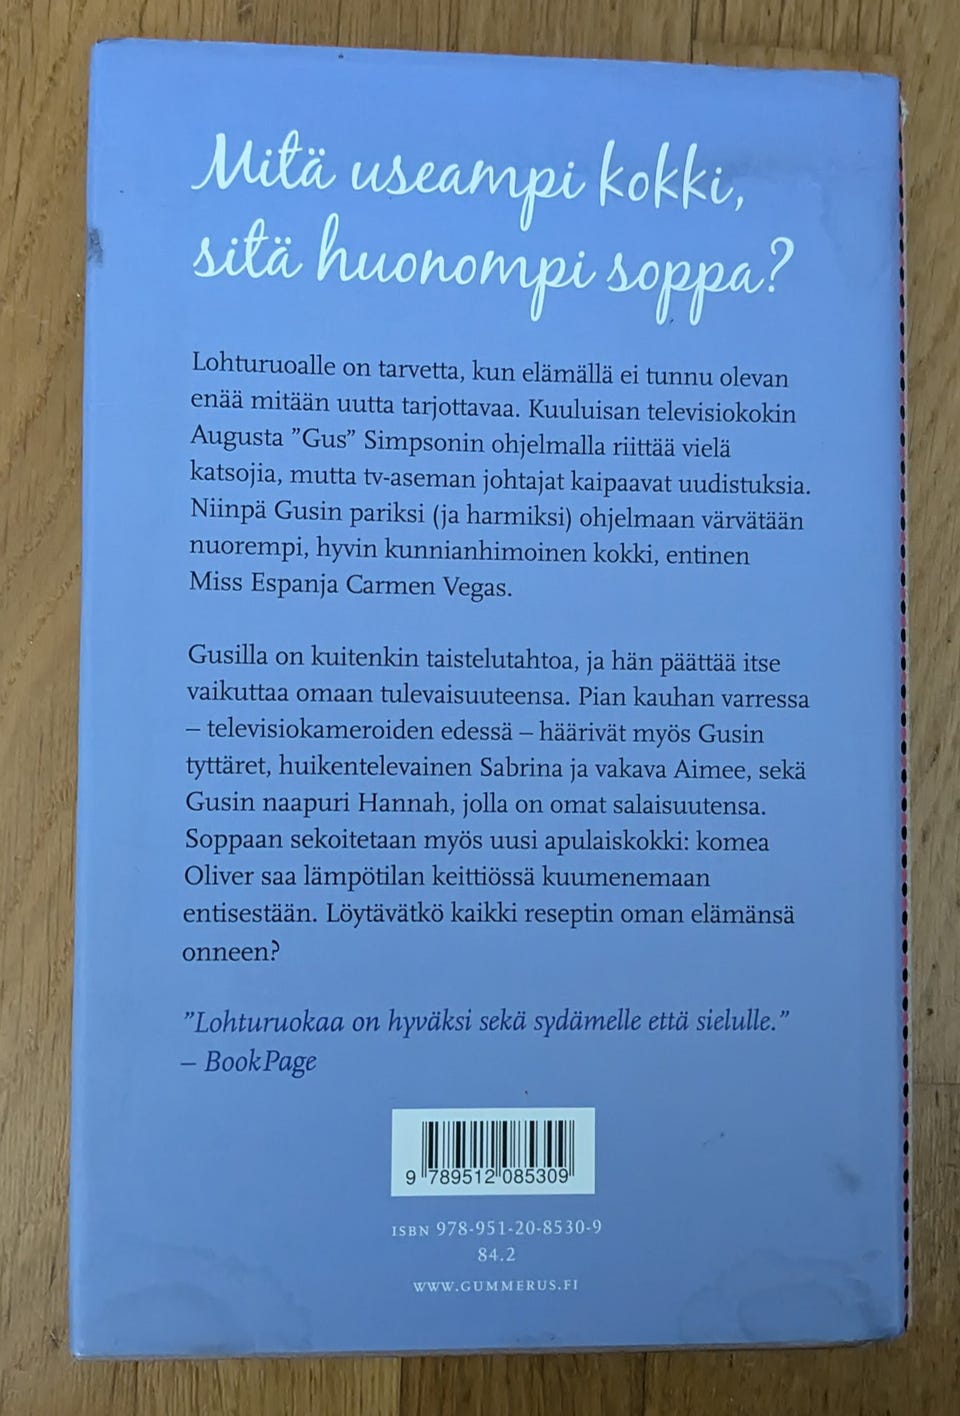 Mitä useampi kokki,
sitä huonompi soppa?
Lohturuoalle on tarvetta, kun elämällä ei tunnu olevan
enää mitään uutta tarjottavaa. Kuuluisan televisiokokin
Augusta ”Gus” Simpsonin ohjelmalla riittää vielä
katsojia, mutta tv-aseman johtajat kaipaavat uudistuksia.
Niinpä Gusin pariksi (ja harmiksi) ohjelmaan värvätään
nuorempi, hyvin kunnianhimoinen kokki, entinen
Miss Espanja Carmen Vegas.
Gusilla on kuitenkin taistelutahtoa, ja hän päättää itse
vaikuttaa omaan tulevaisuuteensa. Pian kauhan varressa
– televisiokameroiden edessä – häärivät myös Gusin
tyttäret, huikentelevainen Sabrina ja vakava Aimee, sekä
Gusin naapuri Hannah, jolla on omat salaisuutensa.
Soppaan sekoitetaan myös uusi apulaiskokki: komea
Oliver saa lämpötilan keittiössä kuumenemaan
entisestään. Löytävätkö kaikki reseptin oman elämänsä
onneen?
”Lohturuokaa on hyväksi sekä sydämelle että sielulle.”
– BookPage
9 789512 085309
ISBN 978-951-20-8530-9
84.2
WWW.GUMMERUS.FI